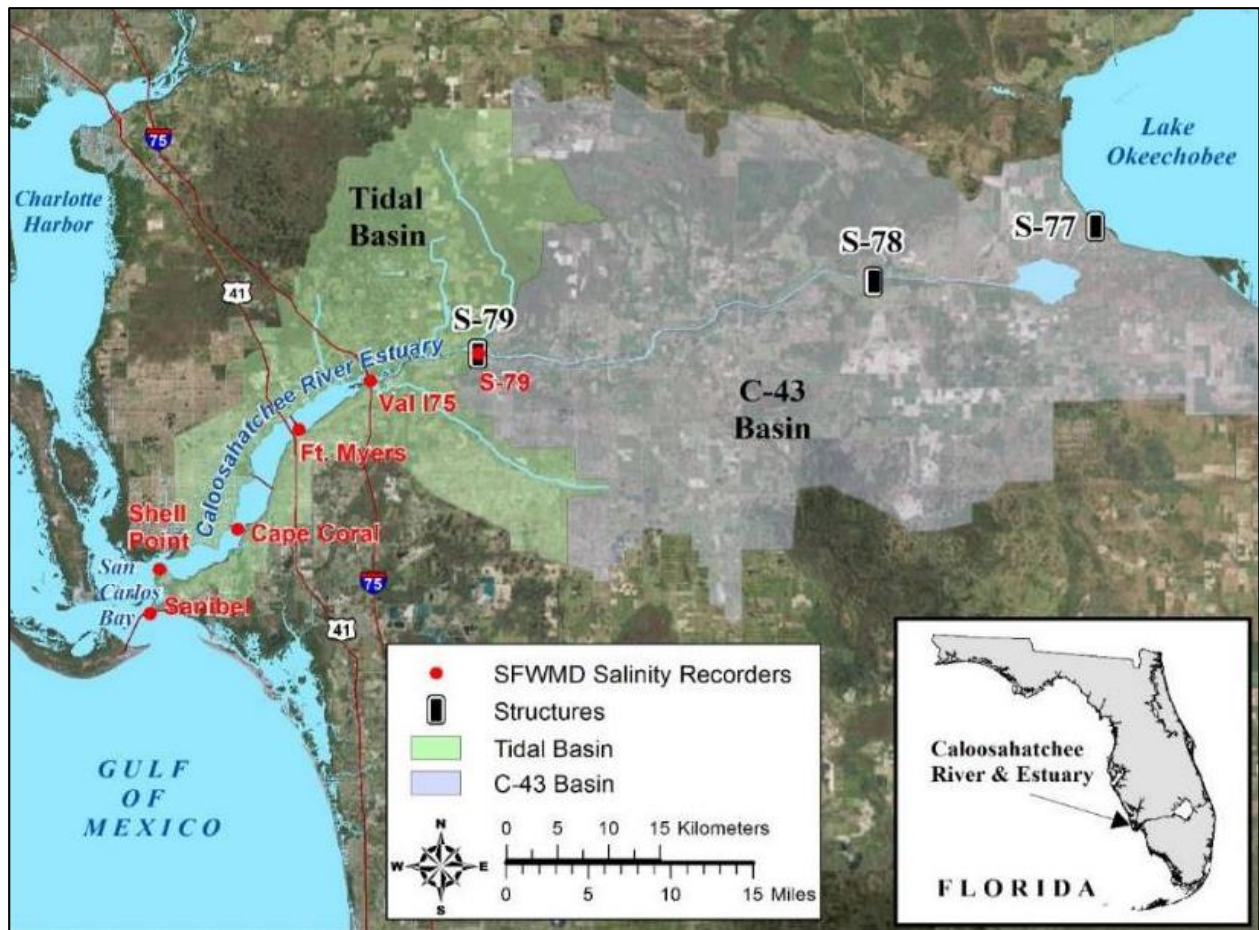 75
Charlotte
Harbor
41
Tidal
Basin
Lake
Okeechobee
S-77
S-78
S-79
S-79
C-43
Basin
Caloosahatchee River Estuary
Val I75
Ft. Myers
Shell
Point
Cape Coral
San
Carlos
Bay
Sanibel
75
41
GULF
OF
MEXICO
SFWMD Salinity Recorders
Structures
Tidal Basin
C-43 Basin
N
W E
S
0 5 10 15 Kilometers
0 5 10 15 Miles
Caloosahatchee
River & Estuary
FLORIDA